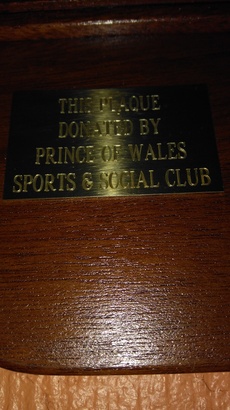 THIS PLAQUE
DONATED BY
PRINCE OF WALES
SPORTS & SOCIAL CLUB